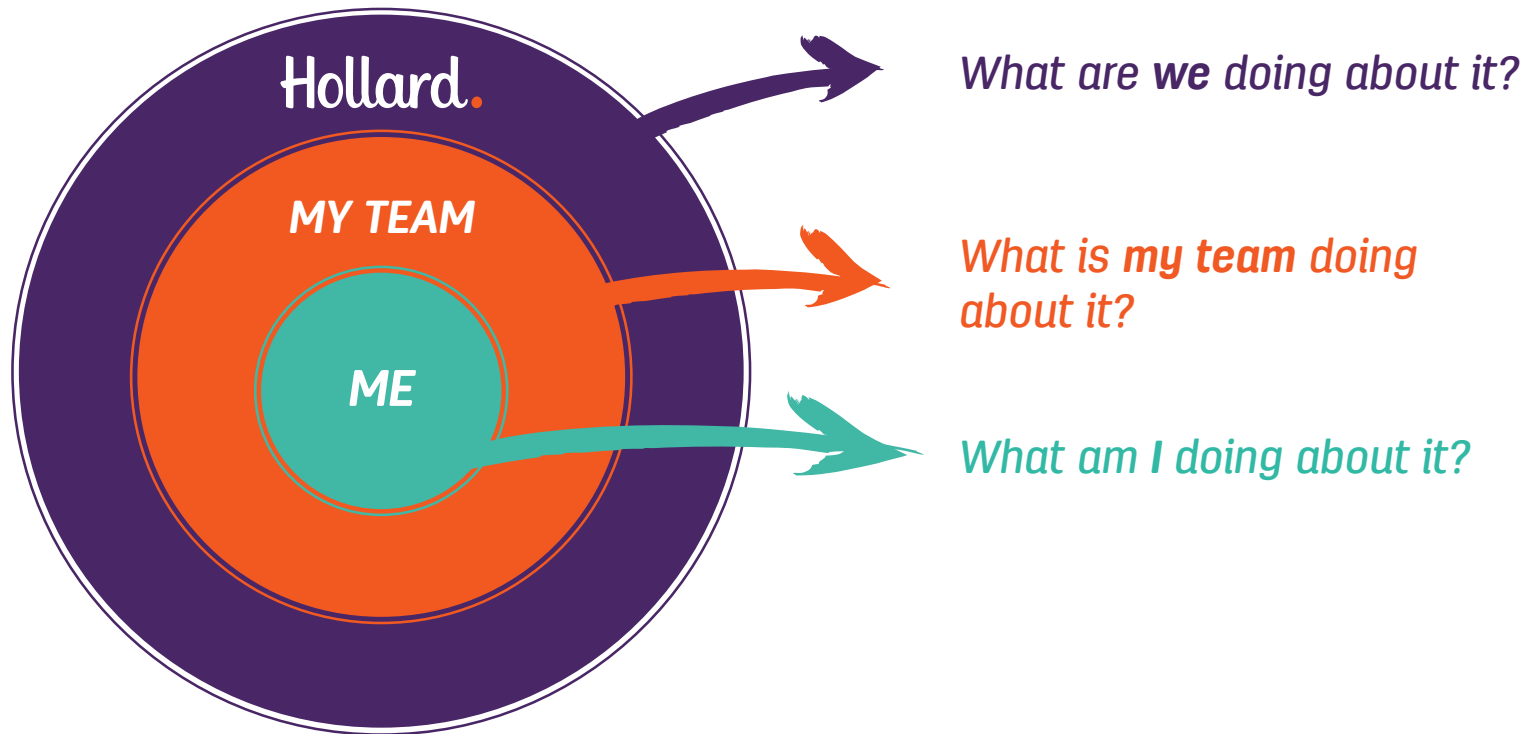 Hollard.
What are we doing about it?
MY TEAM
What is my team doing
about it?
ME
What am I doing about it?